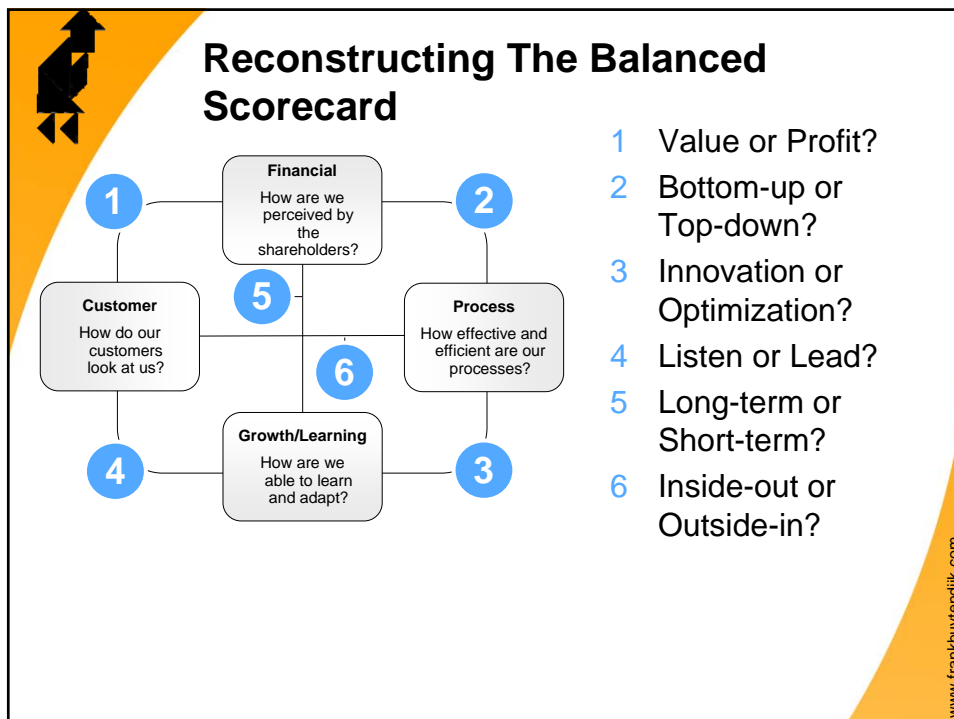 Reconstructing The Balanced
Scorecard
Financial
How are we
perceived by
the
shareholders?
1
2
5
Customer
How do our
customers
look at us?
Process
How effective and
efficient are our
processes?
6
Growth/Learning
How are we
able to learn
and adapt?
4
3
1 Value or Profit?
2 Bottom-up or
Top-down?
3 Innovation or
Optimization?
4 Listen or Lead?
5 Long-term or
Short-term?
6 Inside-out or
Outside-in?
www.frankbuytendijk.com